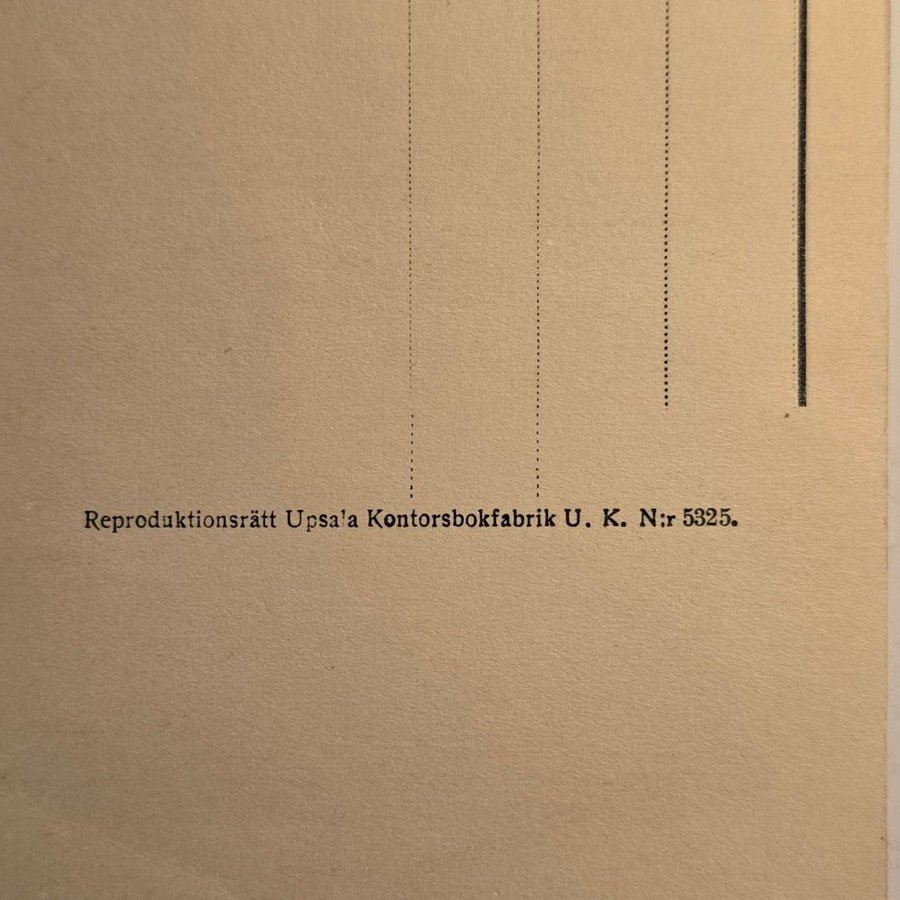 Reproduktionsrätt Upsala Kontorsbokfabrik U. K. N:r 5325.